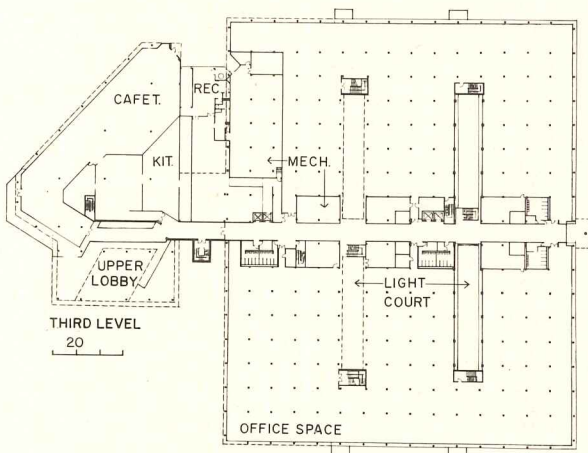 CAFET.
REC.
KIT.
MECH.
UPPER
LOBBY
LIGHT
COURT
THIRD LEVEL
20
OFFICE SPACE